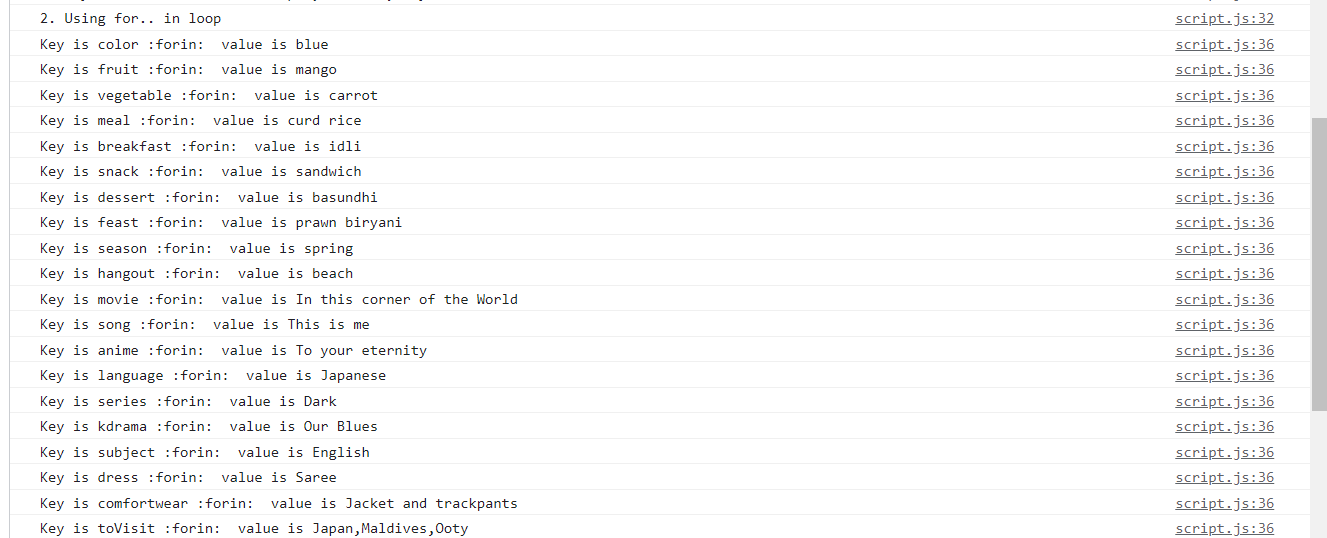 2. Using for.. in loop script.js:32
Key is color :forin:  value is blue script.js:36
Key is fruit :forin:  value is mango script.js:36
Key is vegetable :forin:  value is carrot script.js:36
Key is meal :forin:  value is curd rice script.js:36
Key is breakfast :forin:  value is idli script.js:36
Key is snack :forin:  value is sandwich script.js:36
Key is dessert :forin:  value is basundhi script.js:36
Key is feast :forin:  value is prawn biryani script.js:36
Key is season :forin:  value is spring script.js:36
Key is hangout :forin:  value is beach script.js:36
Key is movie :forin:  value is In this corner of the World script.js:36
Key is song :forin:  value is This is me script.js:36
Key is anime :forin:  value is To your eternity script.js:36
Key is language :forin:  value is Japanese script.js:36
Key is series :forin:  value is Dark script.js:36
Key is kdrama :forin:  value is Our Blues script.js:36
Key is subject :forin:  value is English script.js:36
Key is dress :forin:  value is Saree script.js:36
Key is comfortwear :forin:  value is Jacket and trackpants script.js:36
Key is toVisit :forin:  value is Japan,Maldives,Ooty script.js:36